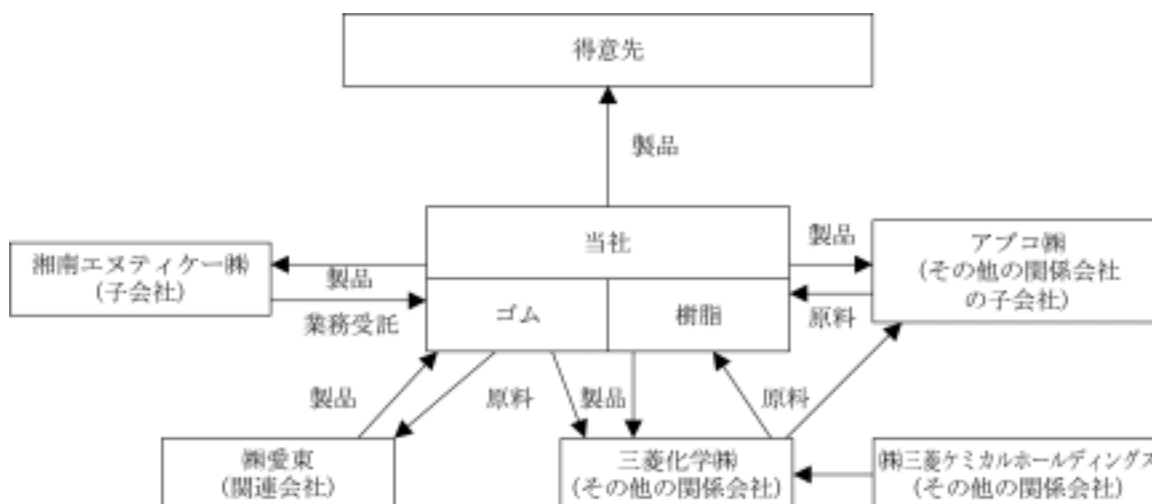 得意先
製品
当社
製品
アプコ㈱
(その他の関係会社
の子会社)
湘南エヌティケー㈱
(子会社)
製品
業務受託
ゴム
樹脂
原料
製品
原料
製品
原料
㈱愛東
(関連会社)
三菱化学㈱
(その他の関係会社)
㈱三菱ケミカルホールディングス
(その他の関係会社)